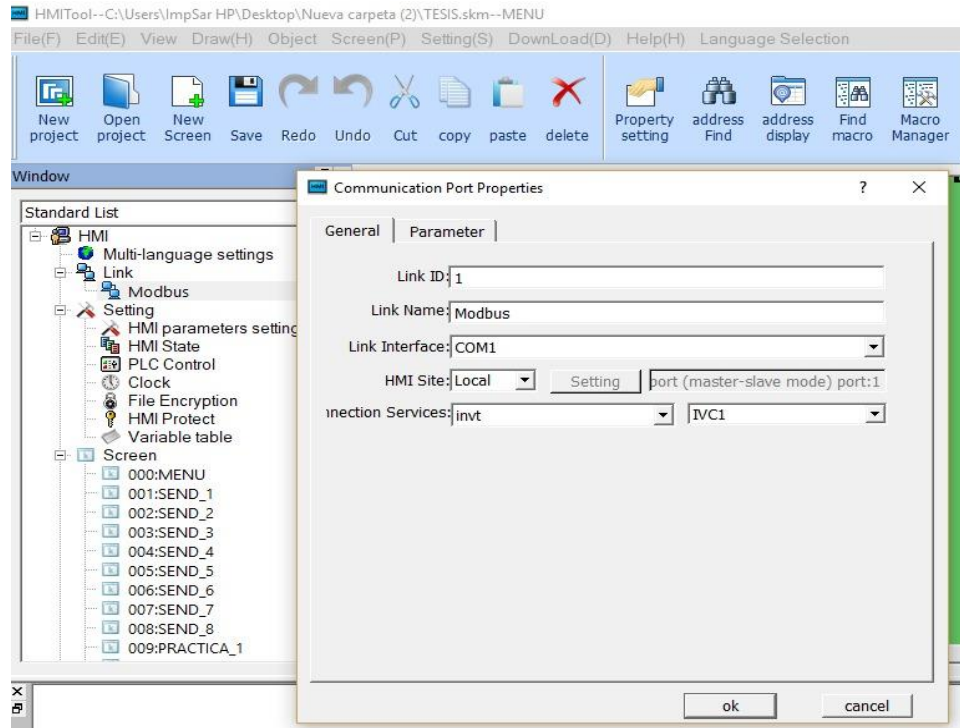 HMITool--C:\Users\ImpSar HP\Desktop\Nueva carpeta (2)\TESIS.skm--MENU
File(F) Edit(E) View Draw(H) Object Screen(P) Setting(S) DownLoad(D) Help(H) Language Selection
New project
Open project
New Screen
Save
Redo
Undo
Cut
copy
paste
delete
Property setting
address Find
address display
Find macro
Macro Manager
Window
Standard List
HMI
Multi-language settings
Link
Modbus
Setting
HMI parameters setting
HMI State
PLC Control
Clock
File Encryption
HMI Protect
Variable table
Screen
000:MENU
001:SEND_1
002:SEND_2
003:SEND_3
004:SEND_4
005:SEND_5
006:SEND_6
007:SEND_7
008:SEND_8
009:PRACTICA_1
Communication Port Properties
General Parameter
Link ID: 1
Link Name: Modbus
Link Interface: COM1
HMI Site: Local Setting port (master-slave mode) port:1
nnection Services: invt IVC1
ok cancel